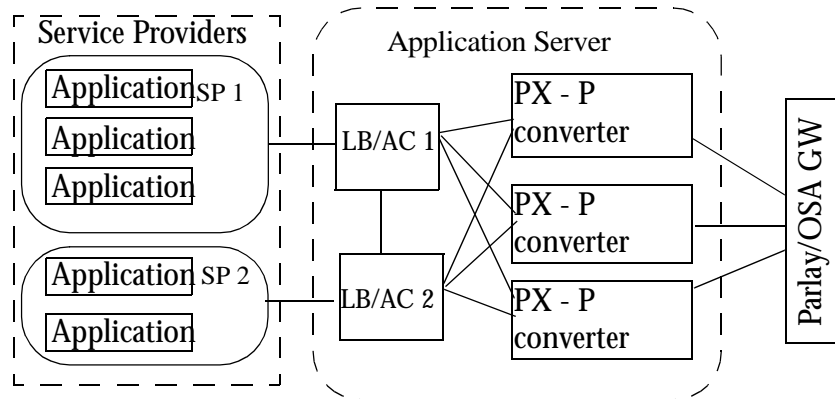 Service Providers
Application
SP 1
Application
Application
Application
SP 2
Application
Application Server
LB/AC 1
LB/AC 2
PX - P
converter
PX - P
converter
PX - P
converter
Parlay/OSA GW